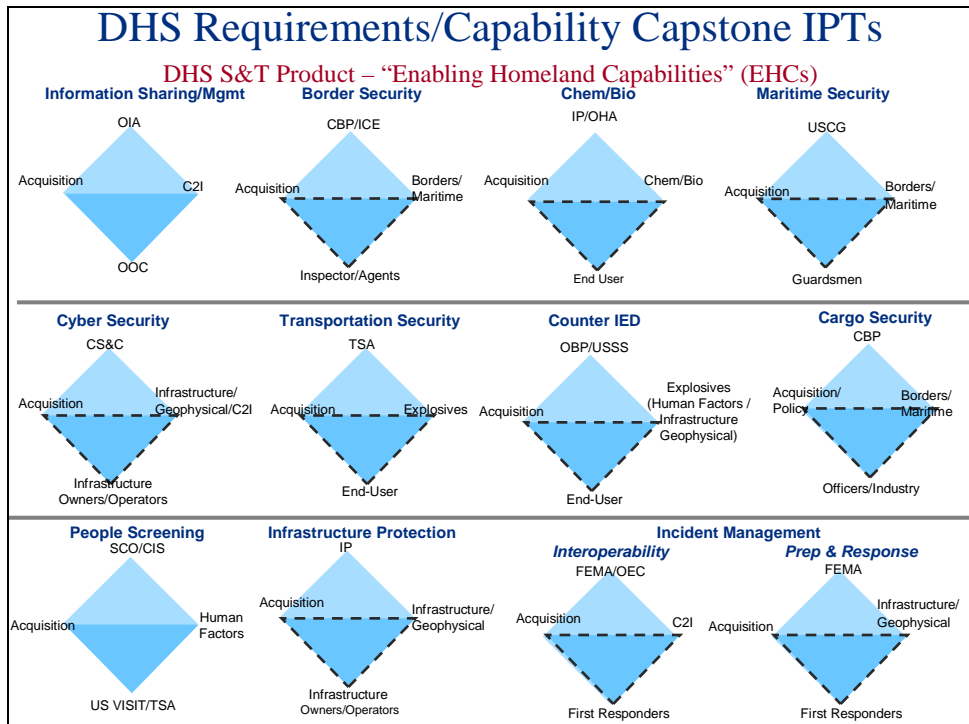 DHS Requirements/Capability Capstone IPTs
DHS S&T Product – “Enabling Homeland Capabilities” (EHCs)
Information Sharing/Mgmt
OIA
Acquisition
C2I
OOC
Border Security
CBP/ICE
Acquisition
Borders/
Maritime
Inspector/Agents
Chem/Bio
IP/OHA
Acquisition
Chem/Bio
End User
Maritime Security
USCG
Acquisition
Borders/
Maritime
Guardsmen
Cyber Security
CS&C
Acquisition
Infrastructure/
Geophysical/C2I
Infrastructure
Owners/Operators
Transportation Security
TSA
Acquisition
Explosives
End-User
Counter IED
OBP/USSS
Acquisition
Explosives
(Human Factors /
Infrastructure
Geophysical)
End-User
Cargo Security
CBP
Acquisition/
Policy
Borders/
Maritime
Officers/Industry
People Screening
SCO/CIS
Acquisition
Human
Factors
US VISIT/TSA
Infrastructure Protection
IP
Acquisition
Infrastructure/
Geophysical
Infrastructure
Owners/Operators
Incident Management
Interoperability
FEMA/OEC
Acquisition
C2I
First Responders
Prep & Response
FEMA
Acquisition
Infrastructure/
Geophysical
First Responders